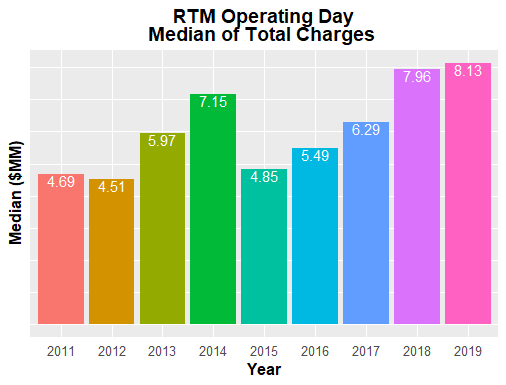 RTM Operating Day
Median of Total Charges
Median ($MM)
4.69
4.51
5.97
7.15
4.85
5.49
6.29
7.96
8.13
2011 2012 2013 2014 2015 2016 2017 2018 2019
Year